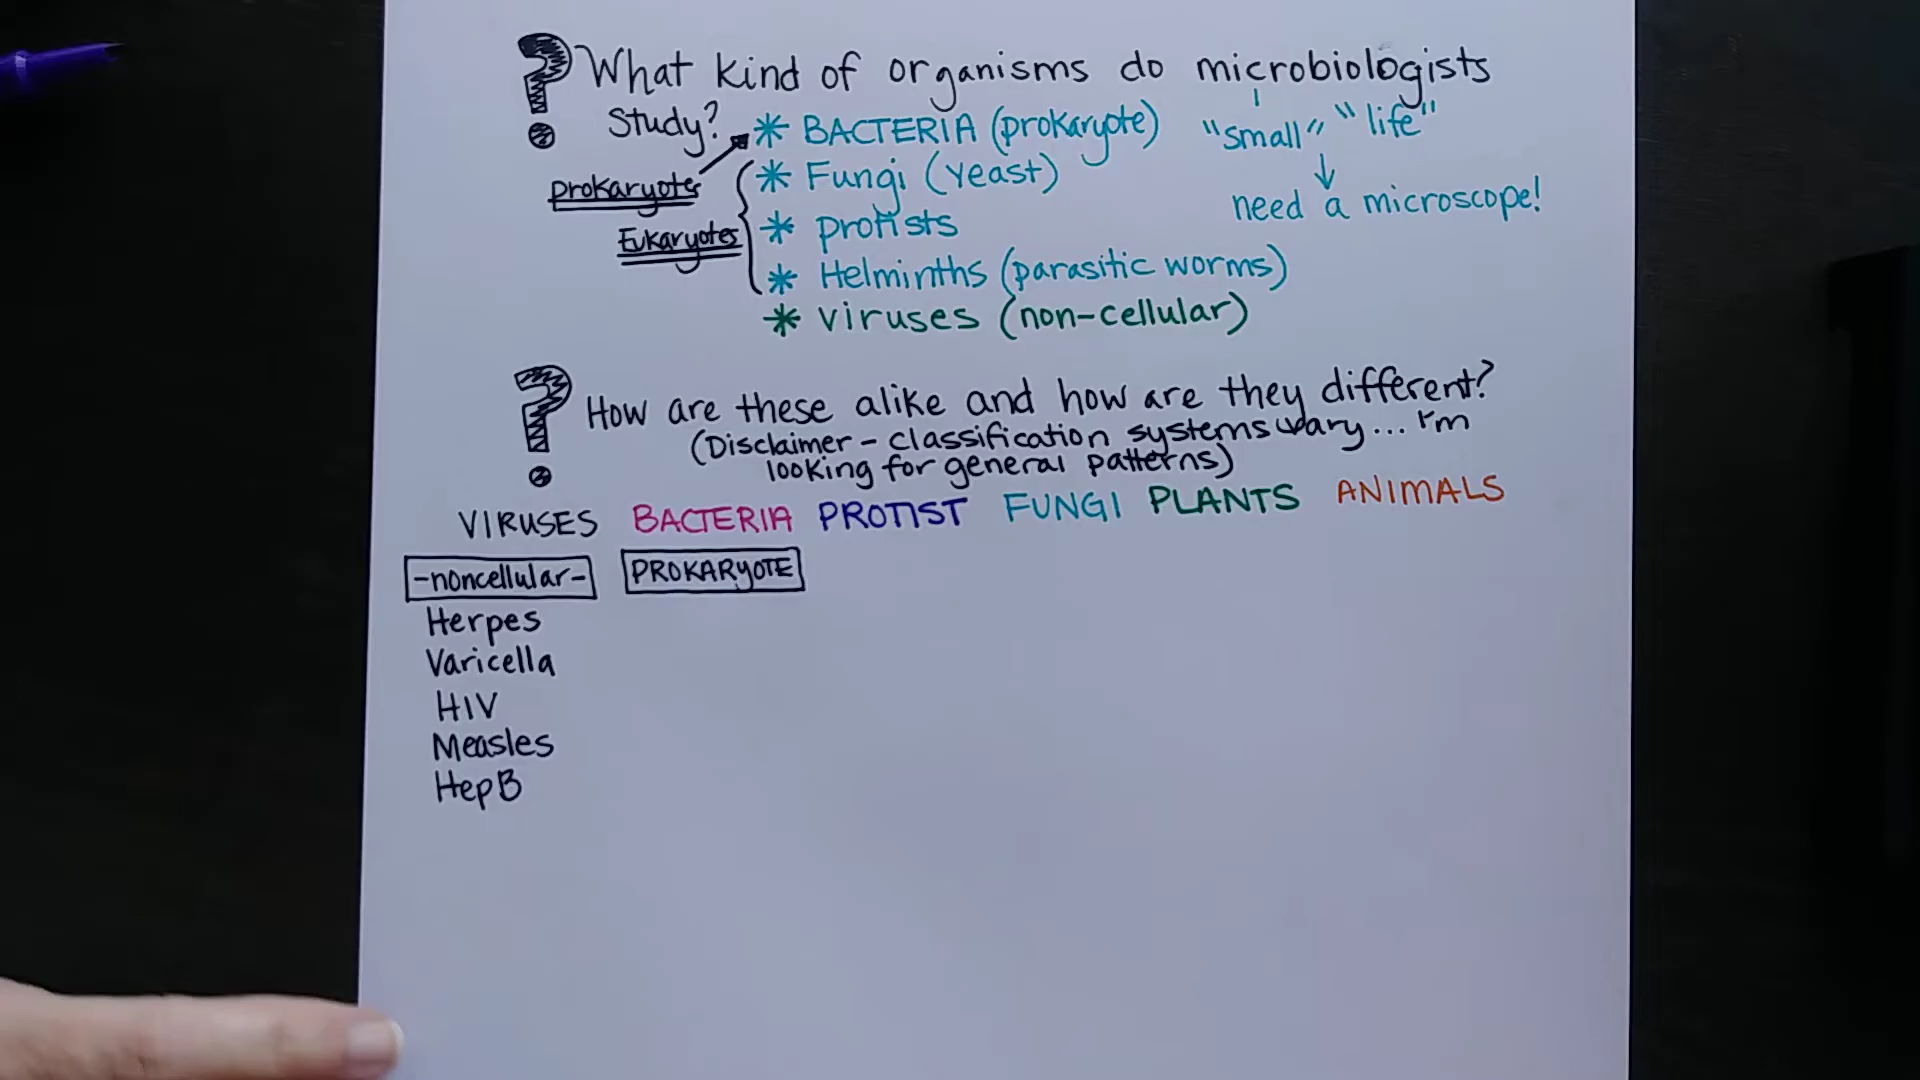 What kind of organisms do microbiologists
Study? * BACTERIA (prokaryote) "small" "life"
prokaryotes * Fungi (yeast) need a microscope!
Eukaryotes * protists
* Helminths (parasitic worms)
* viruses (non-cellular)
How are these alike and how are they different?
(Disclaimer - classification systems vary... I'm
looking for general patterns)
VIRUSES BACTERIA PROTIST FUNGI PLANTS ANIMALS
-noncellular- PROKARYOTE
Herpes
Varicella
HIV
Measles
HepB